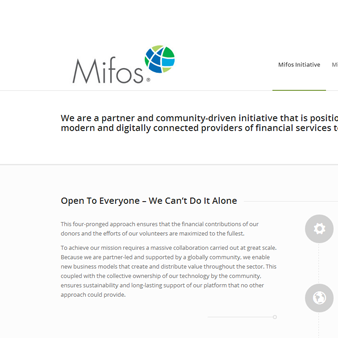 Mifos®
Mifos Initiative
We are a partner and community-driven initiative that is
modern and digitally connected providers of financial services
Open To Everyone – We Can't Do It Alone
This four-pronged approach ensures that the financial contributions of our
donors and the efforts of our volunteers are maximized to the fullest.
To achieve our mission requires a massive collaboration carried out at great scale.
Because we are partner-led and supported by a globally community, we enable
new business models that create and distribute value throughout the sector. This
coupled with the collective ownership of our technology by the community,
ensures sustainability and long-lasting support of our platform that no other
approach could provide.